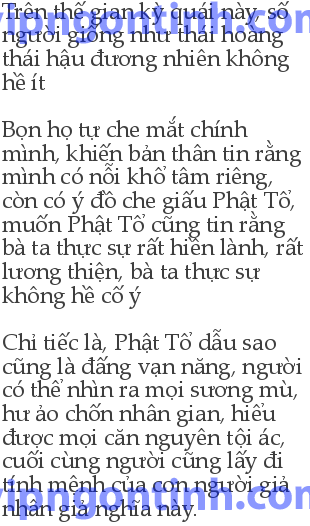 Trên thế gian kỳ quái này, số
người giống như thái hoàng
thái hậu đương nhiên không
hề ít
Bọn họ tự che mắt chính
mình, khiến bản thân tin rằng
mình có nỗi khổ tâm riêng,
còn có ý đồ che giấu Phật Tổ,
muốn Phật Tổ cũng tin rằng
bà ta thực sự rất hiền lành, rất
lương thiện, bà ta thực sự
không hề cố ý
Chỉ tiếc là, Phật Tổ dẫu sao
cũng là đấng vạn năng, người
có thể nhìn ra mọi sương mù,
hư ảo chốn nhân gian, hiểu
được mọi căn nguyên tội ác,
cuối cùng người cũng lấy đi
tính mệnh của con người giả
nhân giả nghĩa này.